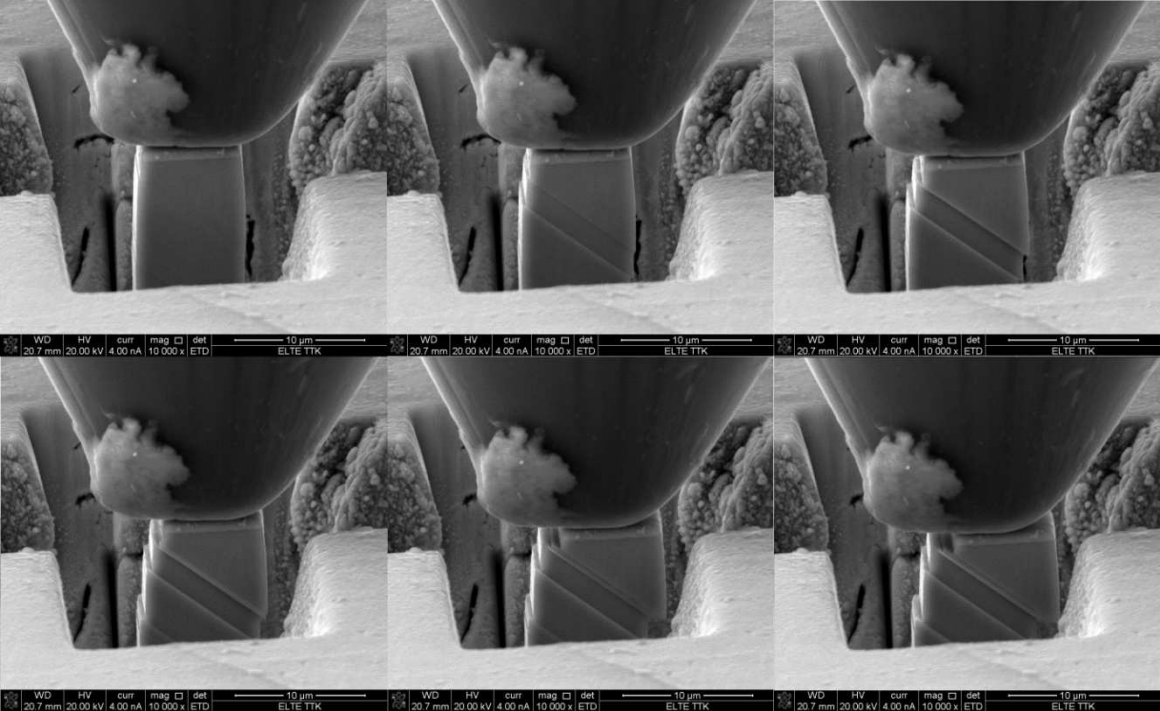 WD HV curr mag □ det 10 µm
20.7 mm 20.00 kV 4.00 nA 10 000 x ETD ELTE TTK
WD HV curr mag □ det 10 µm
20.7 mm 20.00 kV 4.00 nA 10 000 x ETD ELTE TTK
WD HV curr mag □ det 10 µm
20.7 mm 20.00 kV 4.00 nA 10 000 x ETD ELTE TTK
WD HV curr mag □ det 10 µm
20.7 mm 20.00 kV 4.00 nA 10 000 x ETD ELTE TTK
WD HV curr mag □ det 10 µm
20.7 mm 20.00 kV 4.00 nA 10 000 x ETD ELTE TTK
WD HV curr mag □ det 10 µm
20.7 mm 20.00 kV 4.00 nA 10 000 x ETD ELTE TTK